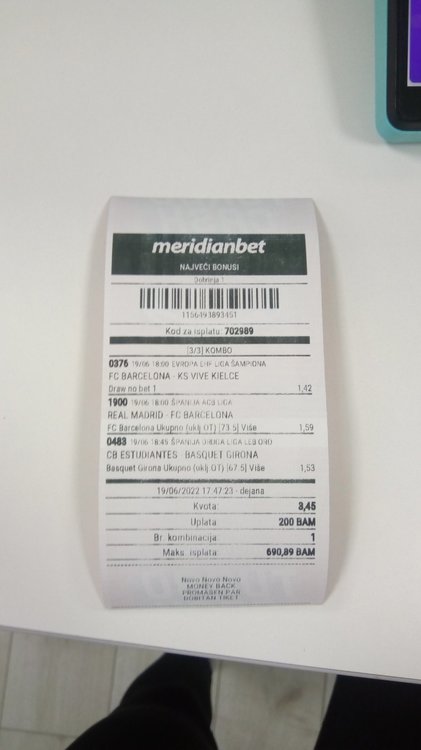 meridianbet
NAJVEĆI BONUSI
Dobrinja 1
1156493893451
Kod za isplatu: 702989
[3/3] KOMBO
0376 19/06 18:00 EVROPA EHF LIGA ŠAMPIONA
FC BARCELONA - KS VIVE KIELCE
Draw no bet 1 1,42
1900 19/06 18:00 ŠPANIJA ACB LIGA
REAL MADRID - FC BARCELONA
FC Barcelona Ukupno (uklj OT) [73.5] Više 1,59
0483 19/06 18:45 ŠPANIJA DRUGA LIGA LEB ORO
CB ESTUDIANTES - BASQUET GIRONA
Basquet Girona Ukupno (uklj OT) [67.5] Više 1,53
19/06/2022 17:47:23 - dejana
Kvota: 3,45
Uplata: 200 BAM
Br. kombinacija: 1
Maks. isplata: 690,89 BAM
Novo Novo Novo
MONEY BACK
PROMAŠEN PAR
DOBITAN TIKET